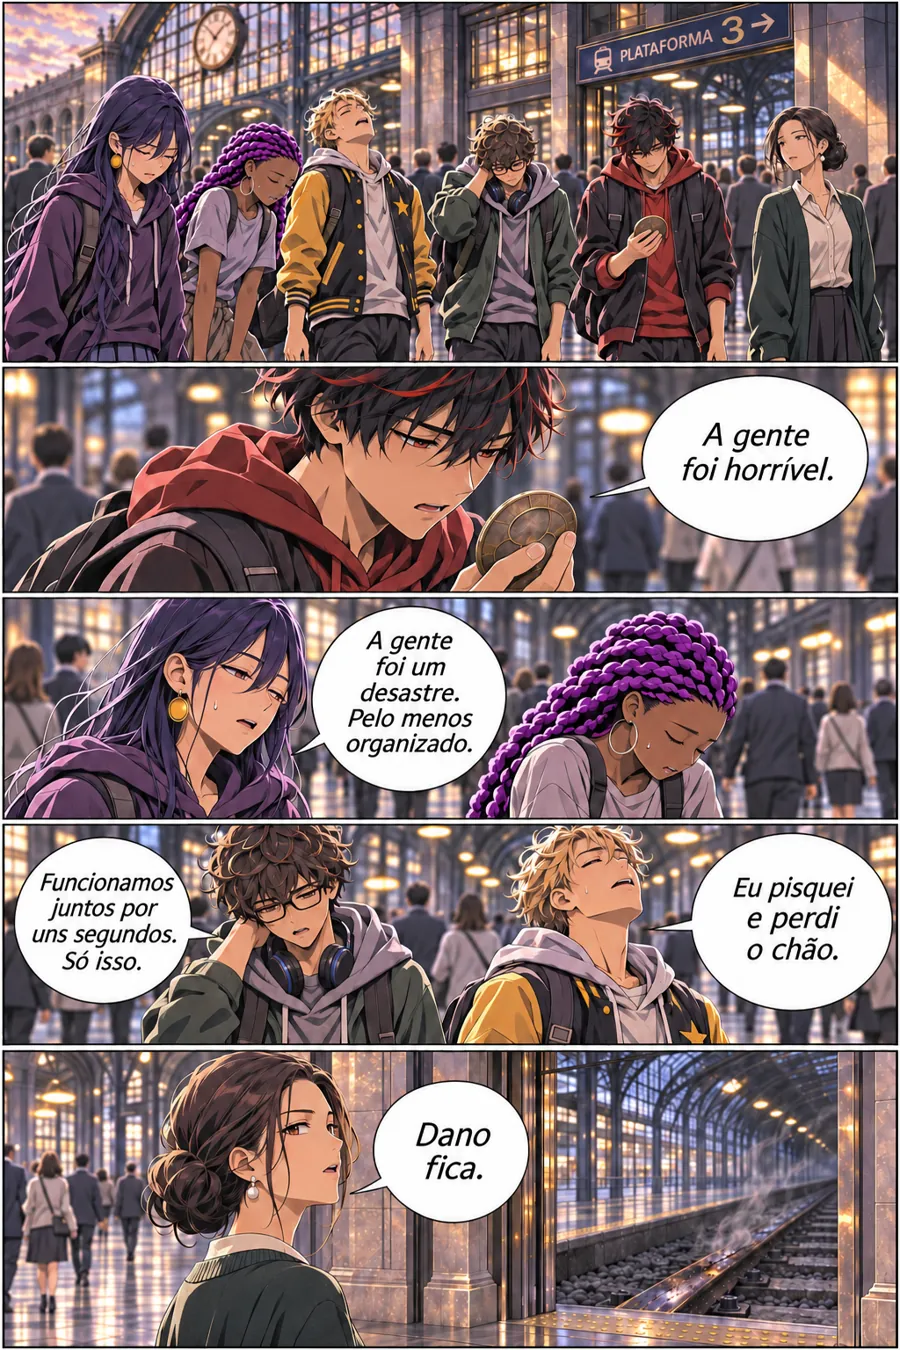 PLATAFORMA 3 →
A gente
foi horrível.
A gente
foi um
desastre.
Pelo menos
organizado.
Funcionamos
juntos por
uns segundos.
Só isso.
Eu pisquei
e perdi
o chão.
Dano
fica.